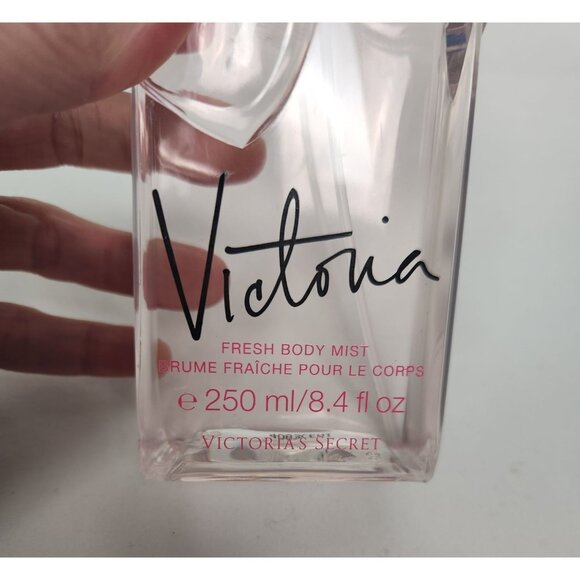 Victoria
FRESH BODY MIST
BRUME FRAÎCHE POUR LE CORPS
e 250 ml/8.4 fl oz
VICTORIA'S SECRET